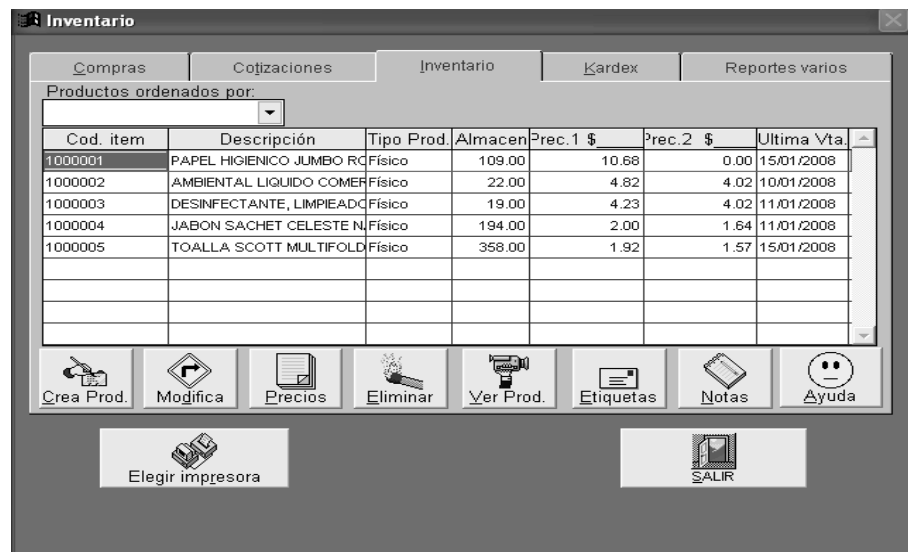 Inventario
Compras Cotizaciones Inventario Kardex Reportes varios
Productos ordenados por:
Cod. item Descripción Tipo Prod. Almacen Prec.1 $ Prec.2 $ Ultima Vta.
1000001 PAPEL HIGIENICO JUMBO RO Físico 109.00 10.68 0.00 15/01/2008
1000002 AMBIENTAL LIQUIDO COMER Físico 22.00 4.82 4.02 10/01/2008
1000003 DESINFECTANTE, LIMPIEADO Físico 19.00 4.23 4.02 11/01/2008
1000004 JABON SACHET CELESTE N. Físico 194.00 2.00 1.64 11/01/2008
1000005 TOALLA SCOTT MULTIFOLD Físico 358.00 1.92 1.57 15/01/2008
Crea Prod. Modifica Precios Eliminar Ver Prod. Etiquetas Notas Ayuda
Elegir impresora SALIR